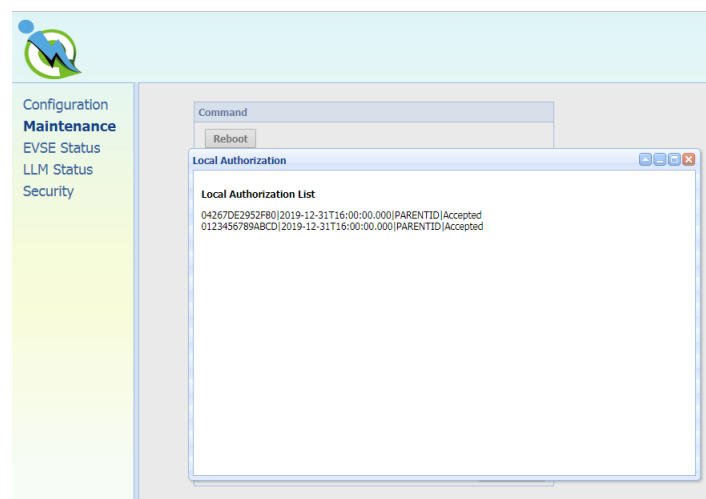 Configuration
Maintenance
EVSE Status
LLM Status
Security
Command
Reboot
Local Authorization
Local Authorization List
04267DE2952F80|2019-12-31T16:00:00.000|PARENTID|Accepted
0123456789ABCD|2019-12-31T16:00:00.000|PARENTID|Accepted